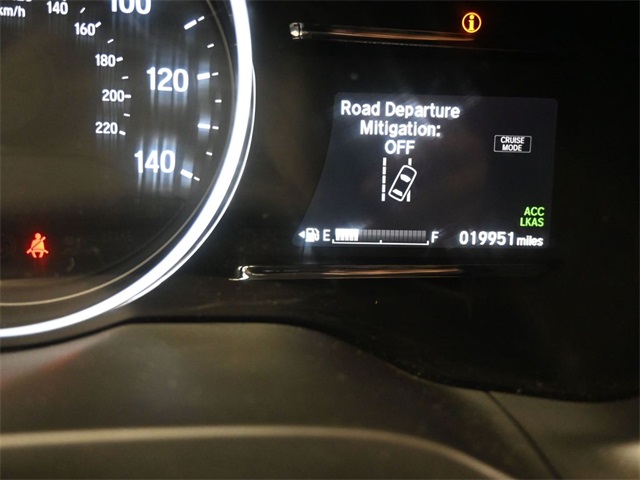 100
km/h 140
160
120
180
200
220
140
Road Departure
Mitigation:
OFF
CRUISE
MODE
ACC
LKAS
E F 019951 miles